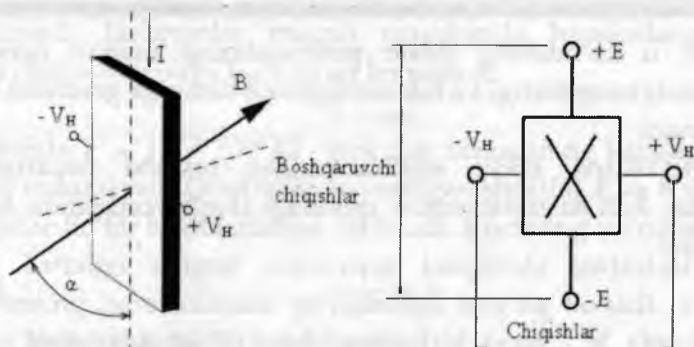 I
B
- V_H
+ V_H
α
Boshqaruvchi
chiqishlar
+ E
- V_H
+ V_H
- E
Chiqishlar